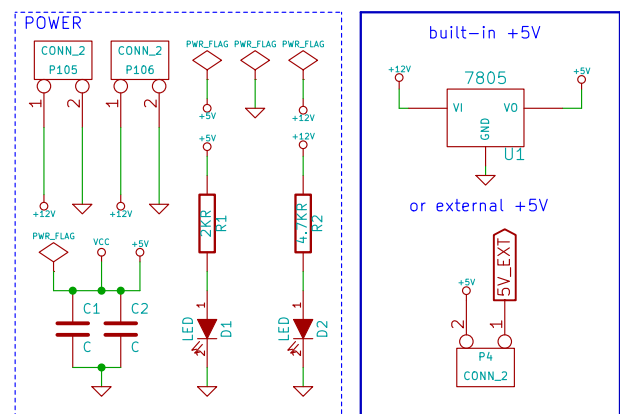 POWER
CONN_2
P105
1
2
+12V
CONN_2
P106
1
2
+12V
PWR_FLAG
+5V
PWR_FLAG
PWR_FLAG
+12V
PWR_FLAG
VCC
+5V
C1
C
C2
C
+5V
2KR
R1
1
LED
D1
2
+12V
4.7KR
R2
1
LED
D2
2
built-in +5V
+12V
7805
+5V
VI
VO
GND
U1
or external +5V
+5V
5V_EXT
2
1
P4
CONN_2